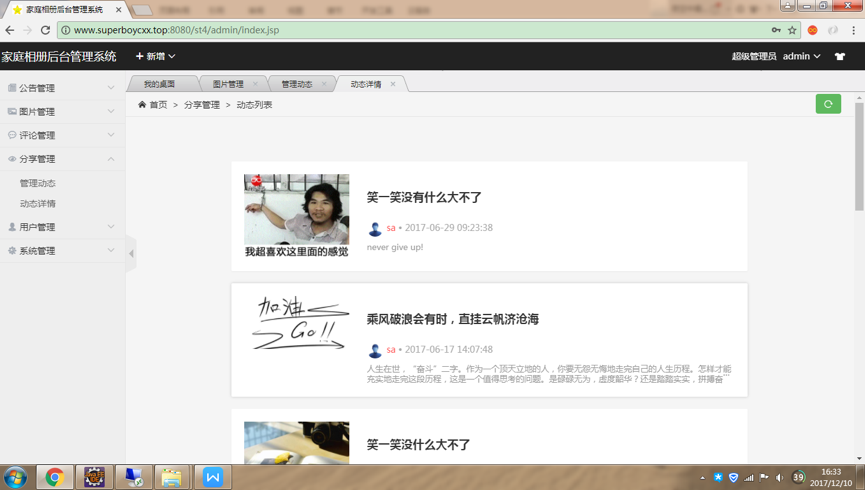 家庭相册后台管理系统
www.superboycxx.top:8080/st4/admin/index.jsp
家庭相册后台管理系统
新增
超级管理员 admin
公告管理
图片管理
评论管理
分享管理
管理动态
动态详情
用户管理
系统管理
我的桌面 图片管理 管理动态 动态详情
首页 > 分享管理 > 动态列表
我超喜欢这里面的感觉
笑一笑没有什么大不了
sa • 2017-06-29 09:23:38
never give up!
加油
Go!!
乘风破浪会有时，直挂云帆济沧海
sa • 2017-06-17 14:07:48
人生在世，“奋斗”二字。作为一个顶天立地的人，你要无怨无悔地走完自己的人生历程。怎样才能
充实地走完这段历程，这是一个值得思考的问题。是碌碌无为，虚度韶华？还是踏踏实实，拼搏奋…
笑一笑没什么大不了
39
16:33
2017/12/10